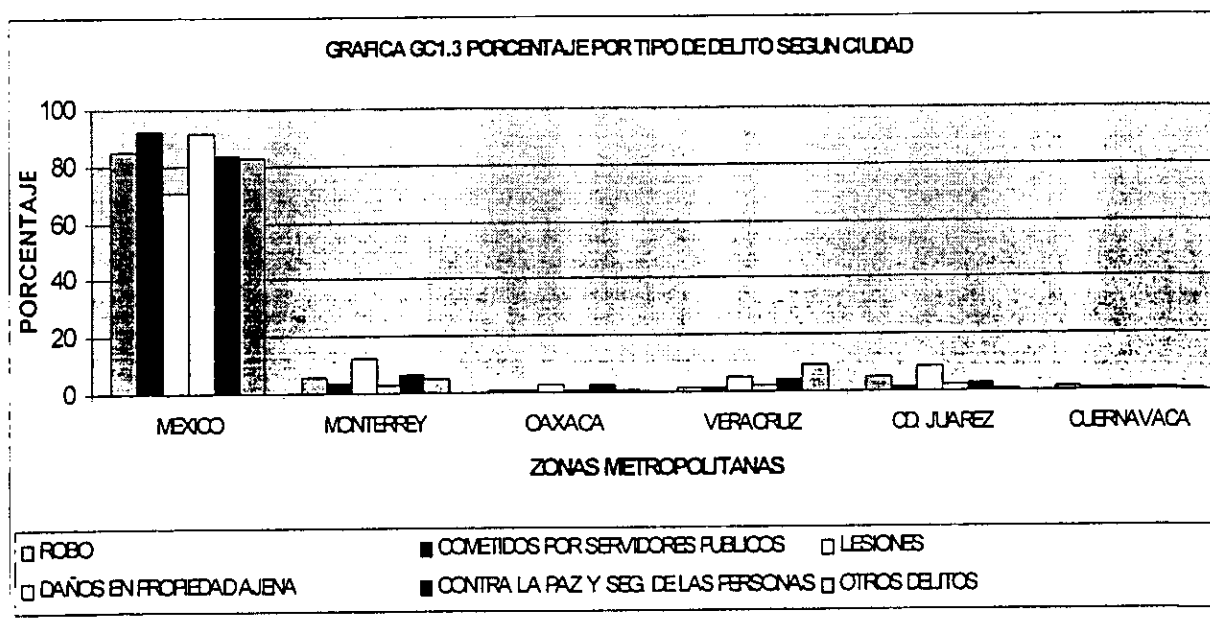 GRAFICA GC1.3 PORCENTAJE POR TIPO DE DELITO SEGUN CIUDAD
PORCENTAJE
100
80
60
40
20
0
MEXICO MONTERREY OAXACA VERACRUZ CD. JUAREZ CUERNAVACA
ZONAS METROPOLITANAS
ROBO COMETIDOS POR SERVIDORES PUBLICOS LESIONES
DAÑOS EN PROPIEDAD AJENA CONTRA LA PAZ Y SEG. DE LAS PERSONAS OTROS DELITOS